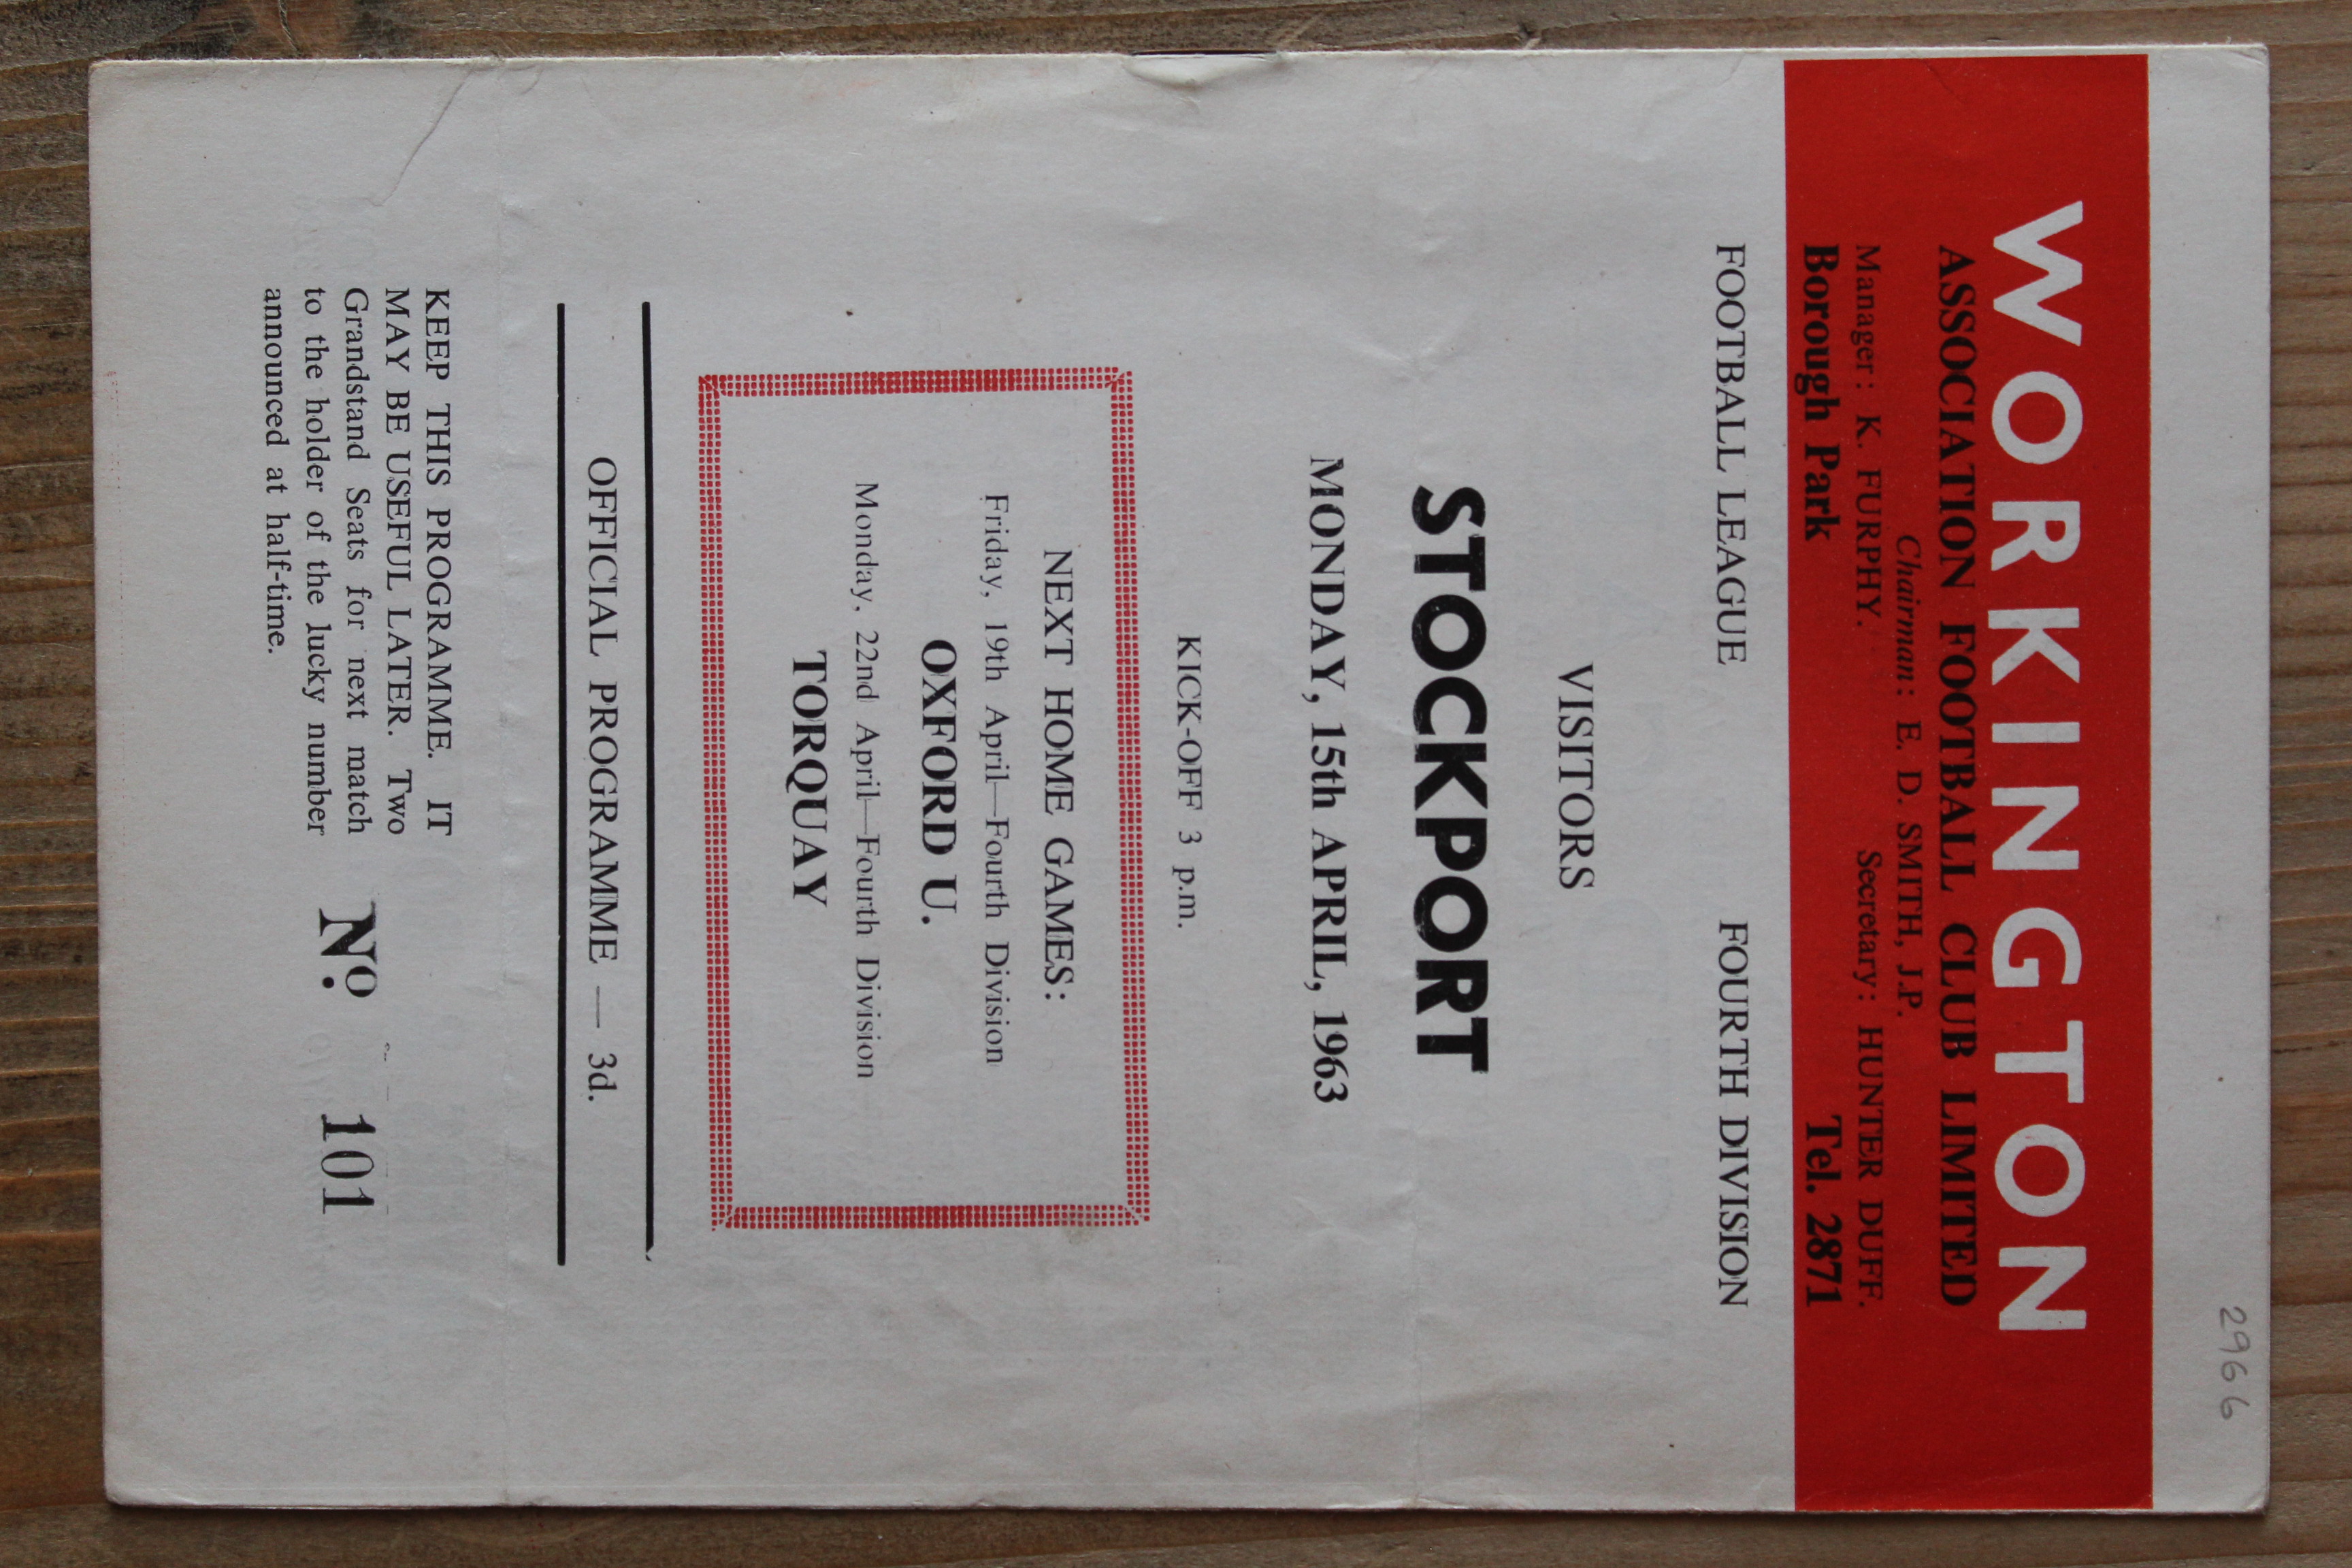 2966
WORKINGTON
ASSOCIATION FOOTBALL CLUB LIMITED
Chairman: E. D. SMITH, J.P.
Manager: K. FURPHY. Secretary: HUNTER DUFF.
Borough Park Tel. 2871
FOOTBALL LEAGUE FOURTH DIVISION
VISITORS
STOCKPORT
MONDAY, 15th APRIL, 1963
KICK-OFF 3 p.m.
NEXT HOME GAMES:
Friday, 19th April—Fourth Division
OXFORD U.
Monday, 22nd April—Fourth Division
TORQUAY
OFFICIAL PROGRAMME — 3d.
KEEP THIS PROGRAMME. IT
MAY BE USEFUL LATER. Two
Grandstand Seats for next match
to the holder of the lucky number
announced at half-time.
No. 101